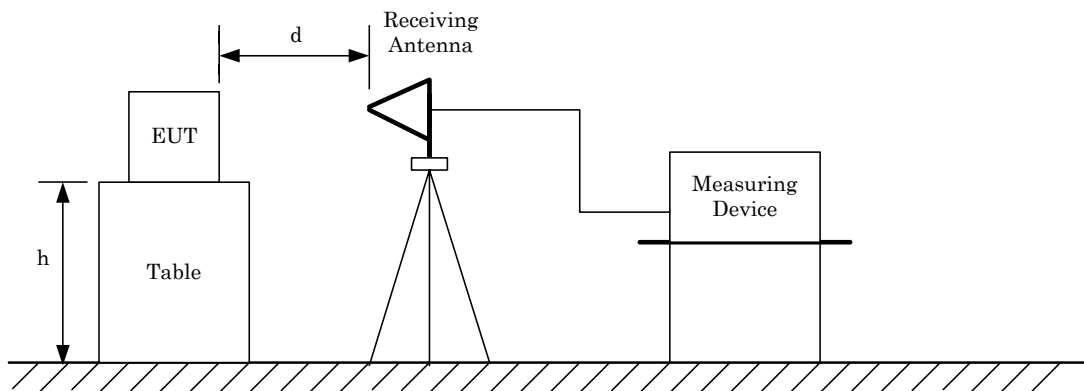 d
Receiving
Antenna
EUT
Measuring
Device
h
Table